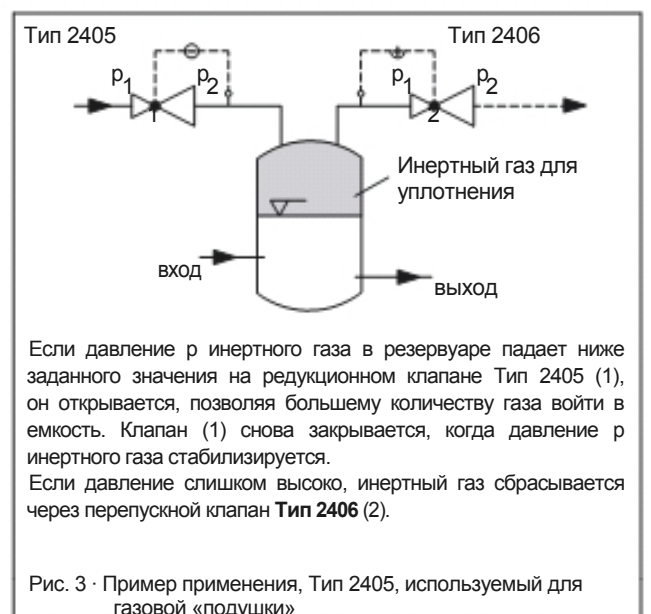 Тип 2405
Тип 2406
p1
p2
p1
p2
1
2
Инертный газ для
уплотнения
вход
выход
Если давление p инертного газа в резервуаре падает ниже
заданного значения на редукционном клапане Тип 2405 (1),
он открывается, позволяя большему количеству газа войти в
емкость. Клапан (1) снова закрывается, когда давление p
инертного газа стабилизируется.
Если давление слишком высоко, инертный газ сбрасывается
через перепускной клапан Тип 2406 (2).
Рис. 3 · Пример применения, Тип 2405, используемый для
газовой «подушки»